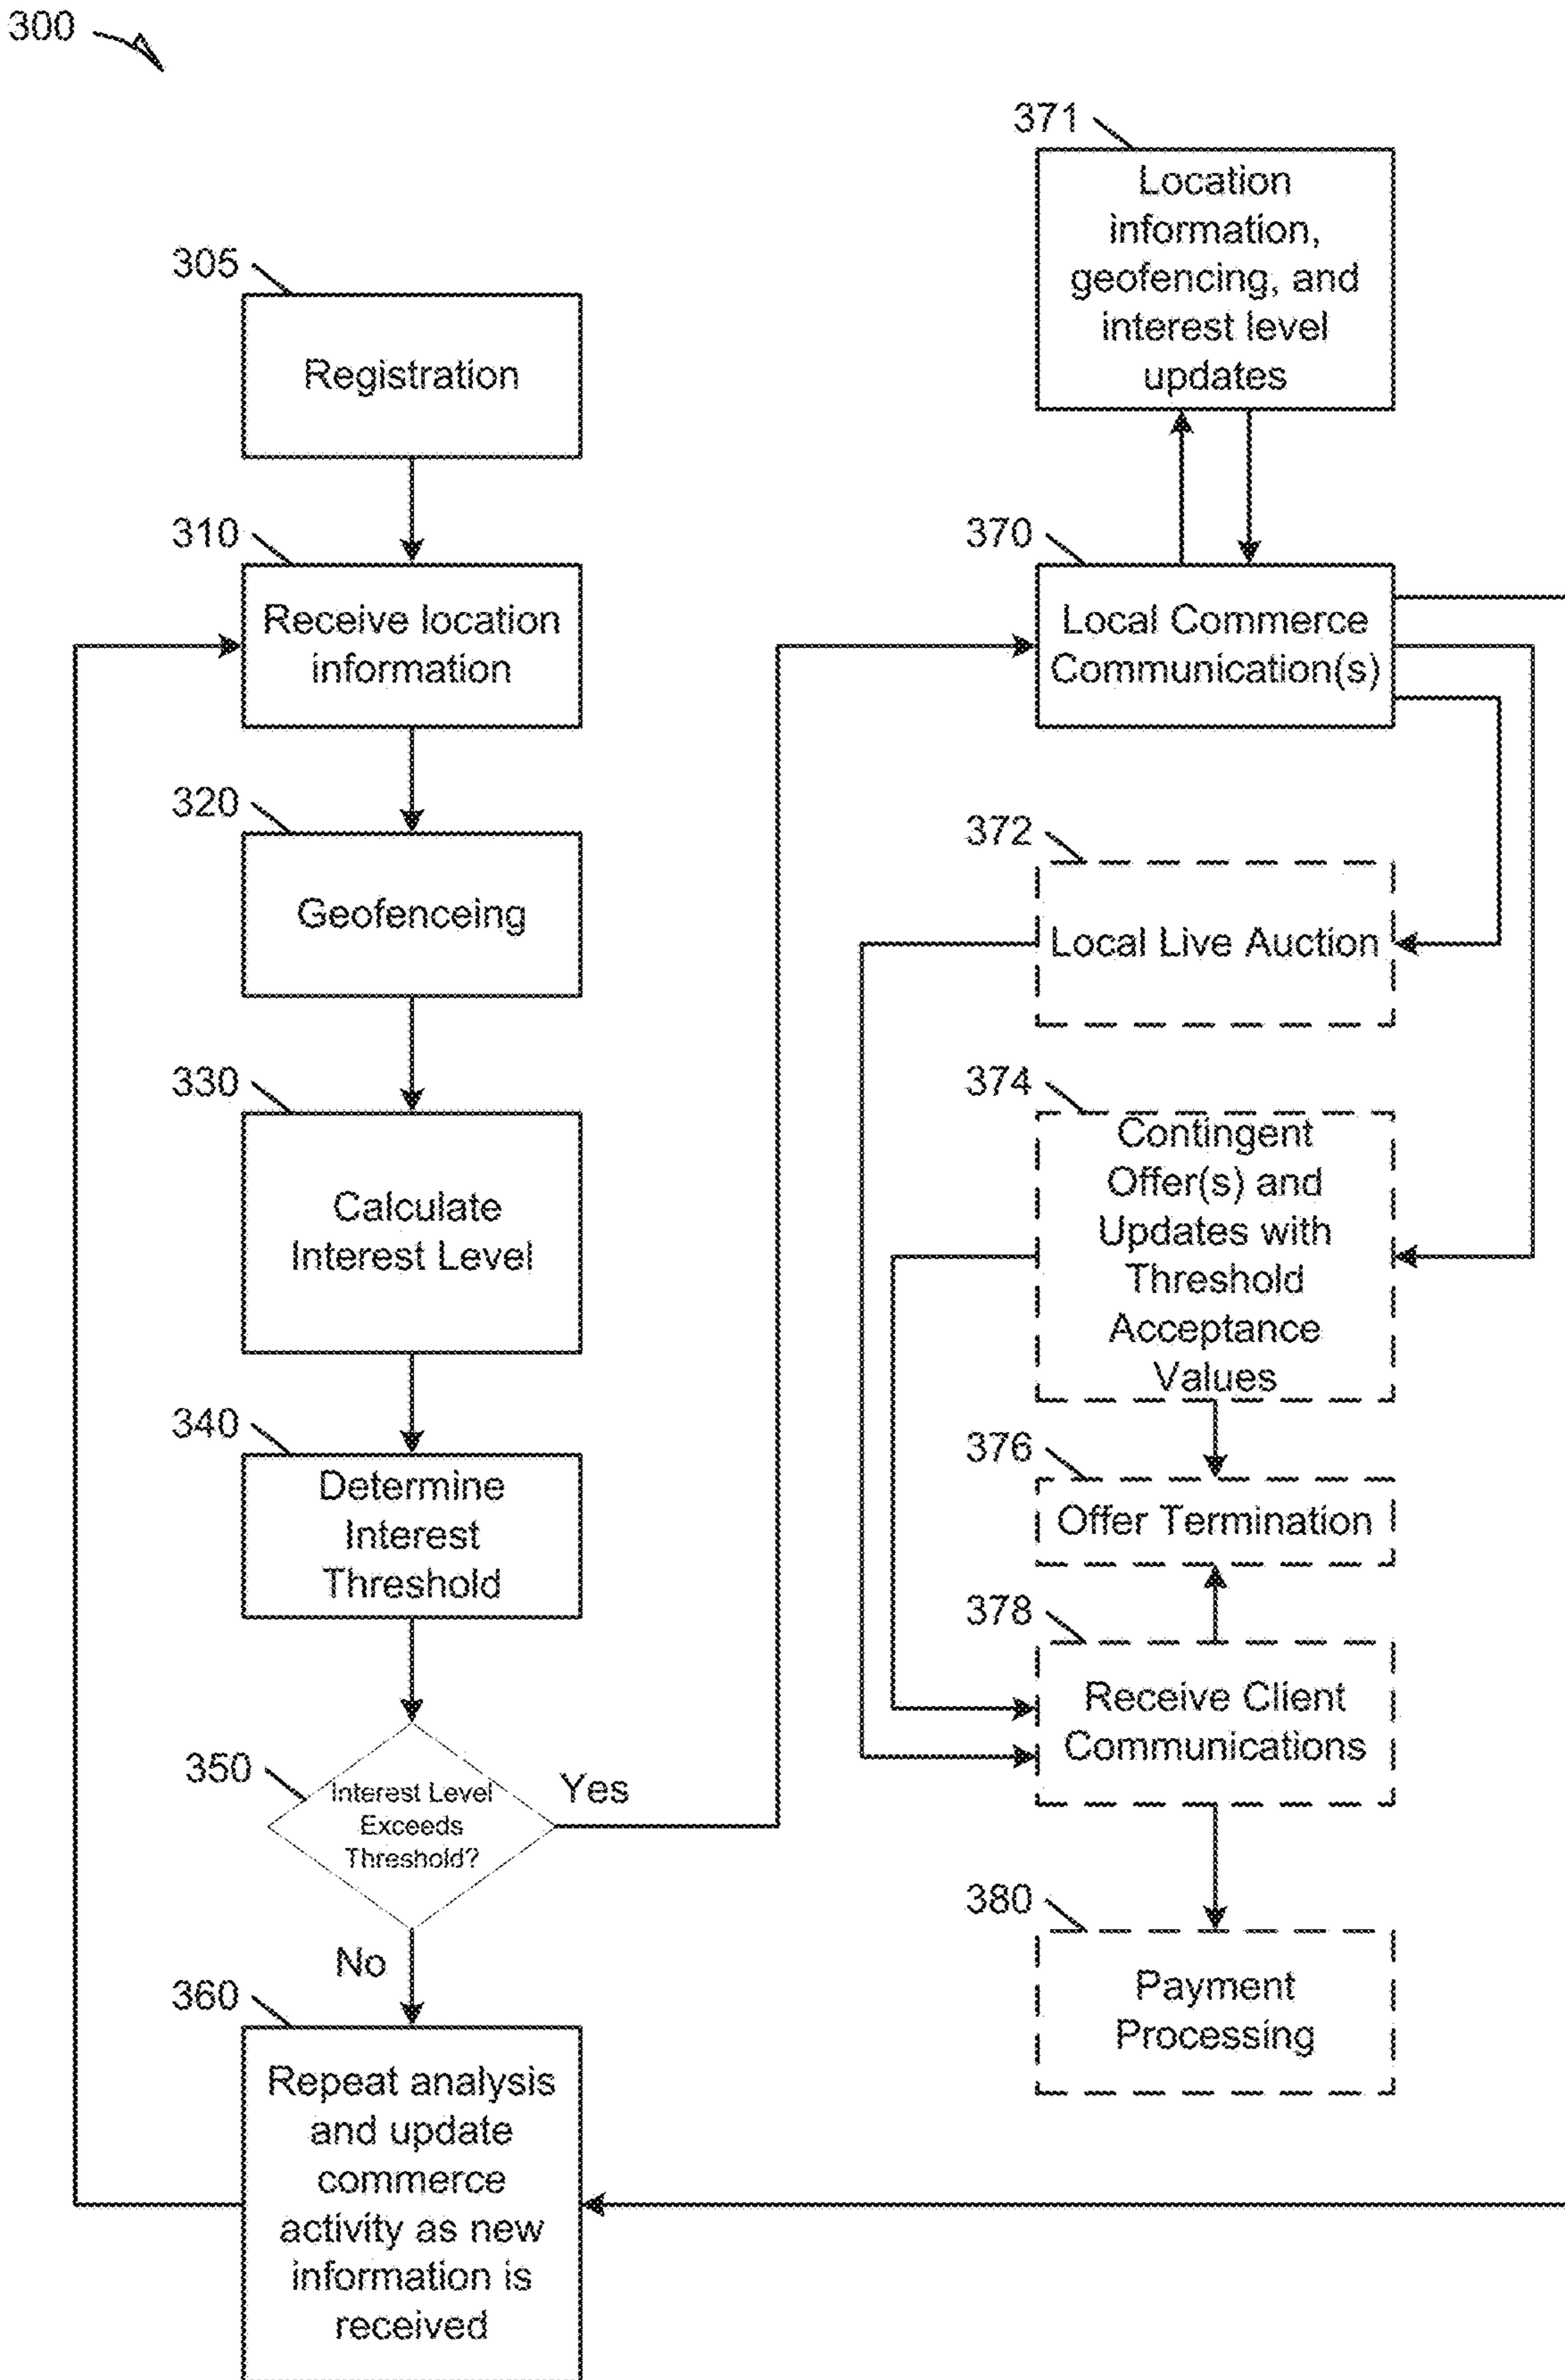 300
305
Registration
310
Receive location
information
320
Geofenceing
330
Calculate
Interest Level
340
Determine
Interest
Threshold
350
Interest Level
Exceeds
Threshold?
Yes
No
360
Repeat analysis
and update
commerce
activity as new
information is
received
371
Location
information,
geofencing, and
interest level
updates
370
Local Commerce
Communication(s)
372
Local Live Auction
374
Contingent
Offer(s) and
Updates with
Threshold
Acceptance
Values
376
Offer Termination
378
Receive Client
Communications
380
Payment
Processing